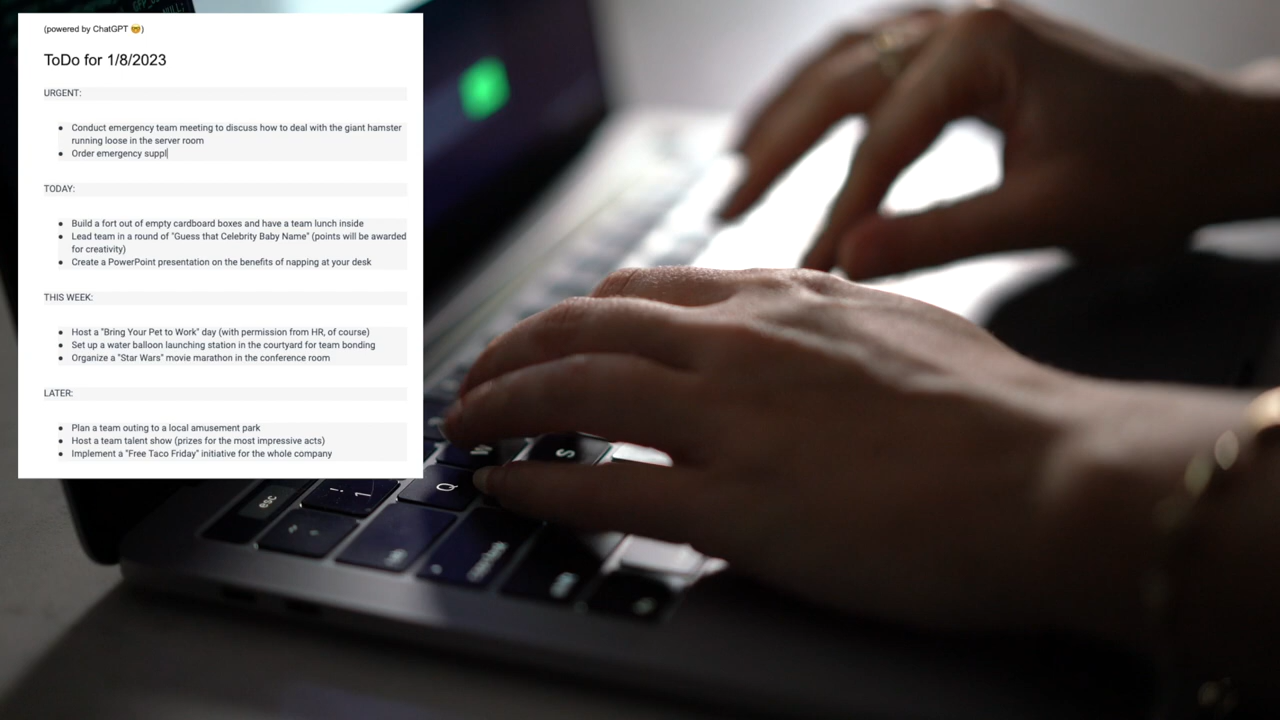 (powered by ChatGPT 🤓)
ToDo for 1/8/2023
URGENT:
● Conduct emergency team meeting to discuss how to deal with the giant hamster
running loose in the server room
● Order emergency suppl
TODAY:
● Build a fort out of empty cardboard boxes and have a team lunch inside
● Lead team in a round of "Guess that Celebrity Baby Name" (points will be awarded
for creativity)
● Create a PowerPoint presentation on the benefits of napping at your desk
THIS WEEK:
● Host a "Bring Your Pet to Work" day (with permission from HR, of course)
● Set up a water balloon launching station in the courtyard for team bonding
● Organize a "Star Wars" movie marathon in the conference room
LATER:
● Plan a team outing to a local amusement park
● Host a team talent show (prizes for the most impressive acts)
● Implement a "Free Taco Friday" initiative for the whole company
W S
esc ! 1 Q
tab